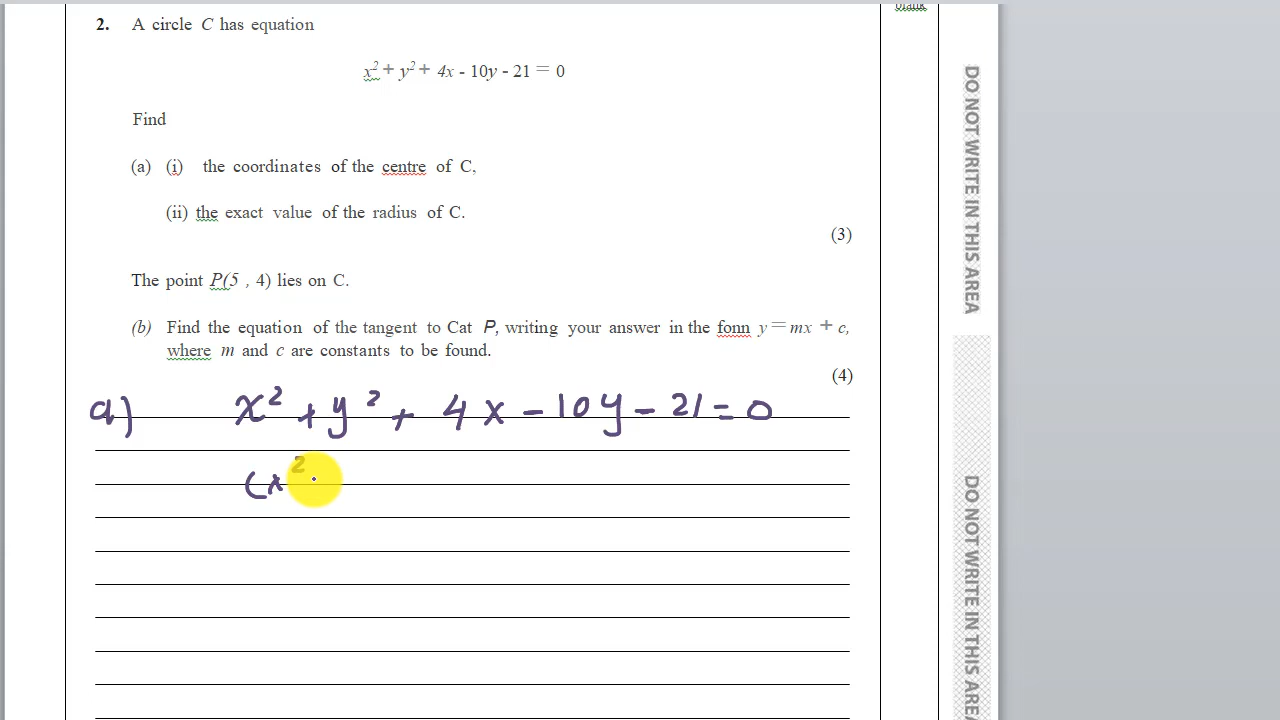 blank
2. A circle C has equation
x² + y² + 4x - 10y - 21 = 0
Find
(a) (i) the coordinates of the centre of C,
(ii) the exact value of the radius of C.
(3)
The point P(5 , 4) lies on C.
(b) Find the equation of the tangent to Cat P, writing your answer in the fonn y = mx + c,
where m and c are constants to be found.
(4)
a) x² + y² + 4x - 10y - 21 = 0
(x²
DO NOT WRITE IN THIS AREA
DO NOT WRITE IN THIS AREA